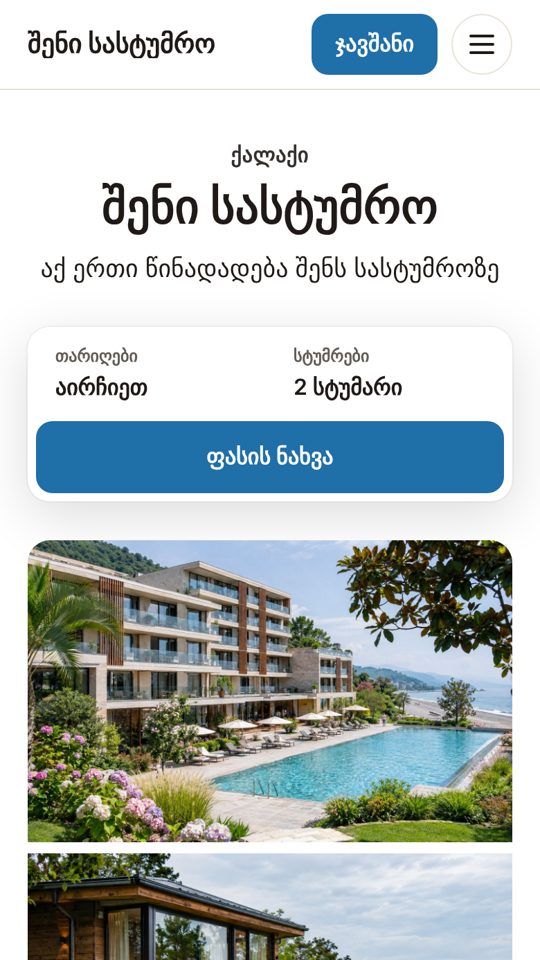 შენი სასტუმრო
ჯავშანი
ქალაქი
შენი სასტუმრო
აქ ერთი წინადადება შენს სასტუმროზე
თარიღები
სტუმრები
აირჩიეთ
2 სტუმარი
ფასის ნახვა